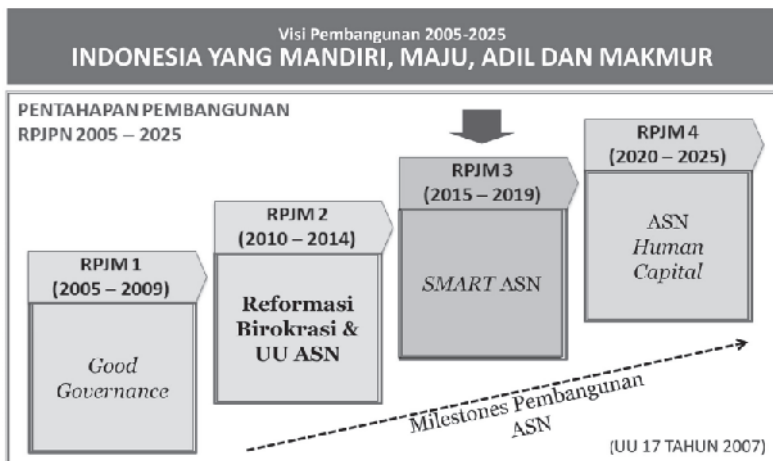 Visi Pembangunan 2005-2025
INDONESIA YANG MANDIRI, MAJU, ADIL DAN MAKMUR
PENTAHAPAN PEMBANGUNAN
RPJPN 2005 – 2025
RPJM 1
(2005 – 2009)
Good
Governance
RPJM 2
(2010 – 2014)
Reformasi
Birokrasi &
UU ASN
RPJM 3
(2015 – 2019)
SMART ASN
RPJM 4
(2020 – 2025)
ASN
Human
Capital
Milestones Pembangunan
ASN
(UU 17 TAHUN 2007)